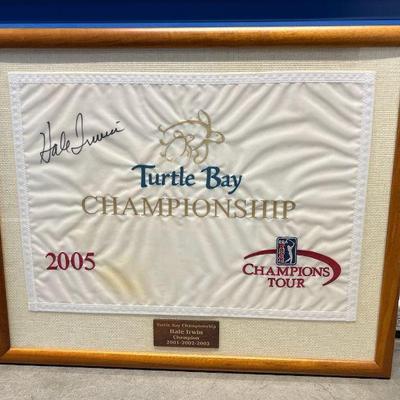 Hale Irwin
Turtle Bay
CHAMPIONSHIP
2005
CHAMPIONS
TOUR
Turtle Bay Championship
Hale Irwin
Champion
2001-2002-2003